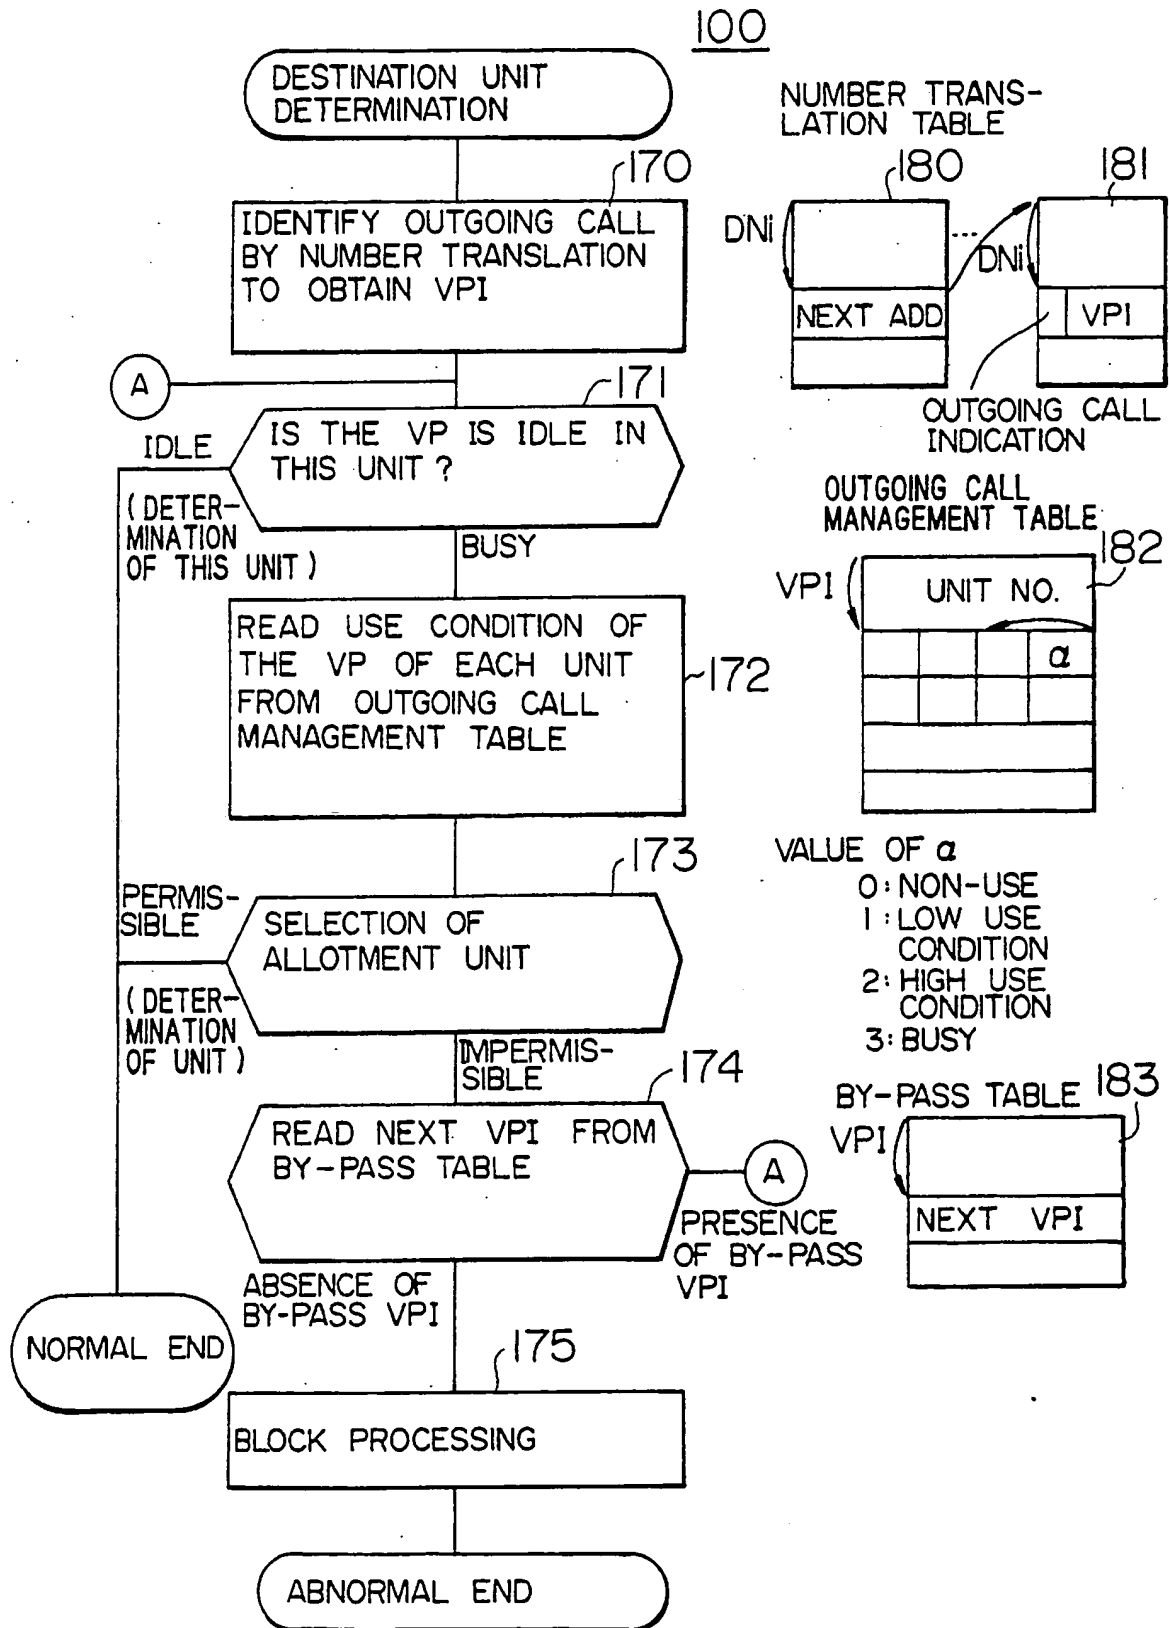 100
DESTINATION UNIT
DETERMINATION
170
IDENTIFY OUTGOING CALL
BY NUMBER TRANSLATION
TO OBTAIN VPI
A
171
IDLE
IS THE VP IS IDLE IN
THIS UNIT?
(DETER-
MINATION
OF THIS UNIT)
BUSY
READ USE CONDITION OF
THE VP OF EACH UNIT
FROM OUTGOING CALL
MANAGEMENT TABLE
172
173
PERMIS-
SIBLE
SELECTION OF
ALLOTMENT UNIT
(DETER-
MINATION
OF UNIT)
IMPERMIS-
SIBLE
174
READ NEXT VPI FROM
BY-PASS TABLE
A
PRESENCE
OF BY-PASS
VPI
ABSENCE OF
BY-PASS VPI
NORMAL END
175
BLOCK PROCESSING
ABNORMAL END
NUMBER TRANS-
LATION TABLE
180
181
DNi
...
DNi
NEXT ADD
VPI
OUTGOING CALL
INDICATION
OUTGOING CALL
MANAGEMENT TABLE
182
VPI
UNIT NO.
α
VALUE OF α
0: NON-USE
1: LOW USE
CONDITION
2: HIGH USE
CONDITION
3: BUSY
BY-PASS TABLE
183
VPI
NEXT VPI